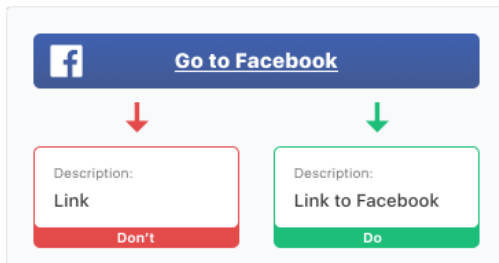 Go to Facebook
Description:
Link
Don't
Description:
Link to Facebook
Do